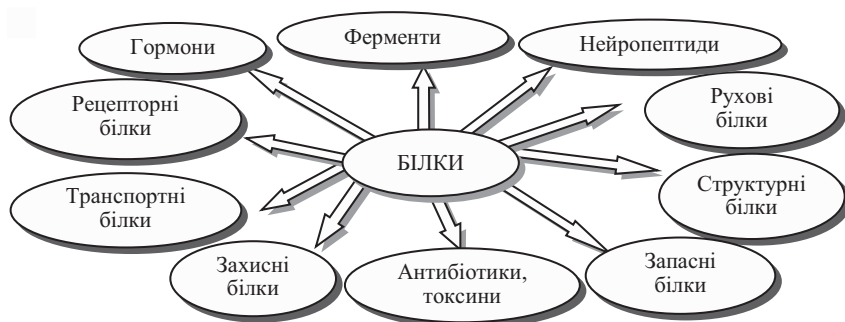 Гормони
Ферменти
Нейропептиди
Рецепторні
білки
Рухові
білки
БІЛКИ
Транспортні
білки
Структурні
білки
Захисні
білки
Антибіотики,
токсини
Запасні
білки